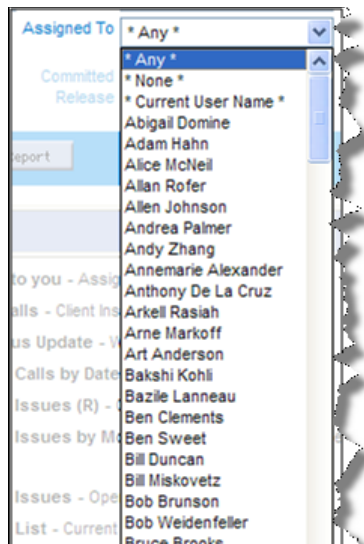 Assigned To * Any *
* Any *
* None *
Committed
Release
* Current User Name *
Abigail Domine
Adam Hahn
Report
Alice McNeil
Allan Rofer
Allen Johnson
Andrea Palmer
Andy Zhang
Annemarie Alexander
to you - Assig
Anthony De La Cruz
alls - Client Ins
Arkell Rasiah
Arne Markoff
us Update - W
Art Anderson
Calls by Date
Bakshi Kohli
Bazile Lanneau
Issues (R) -
Ben Clements
Issues by Mo
Ben Sweet
Bill Duncan
Bill Miskovetz
Issues - Ope
Bob Brunson
Bob Weidenfeller
List - Current
Bruce Brooks